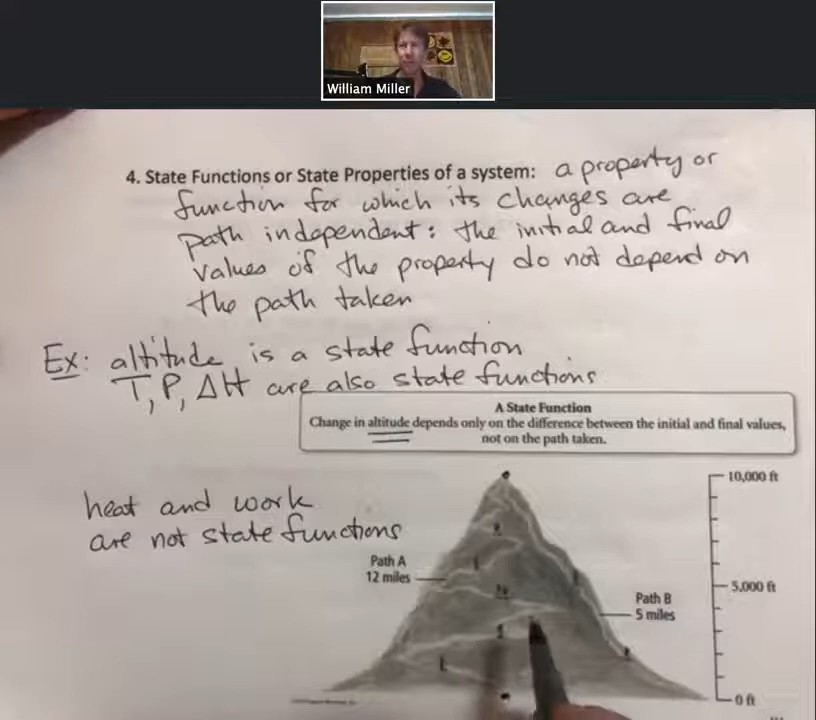 William Miller
4. State Functions or State Properties of a system: a property or
function for which its changes are
path independent: the initial and final
values of the property do not depend on
the path taken
Ex: altitude is a state function
T, P, ΔH are also state functions
A State Function
Change in altitude depends only on the difference between the initial and final values,
not on the path taken.
heat and work
are not state functions
10,000 ft
Path A
12 miles
5,000 ft
Path B
5 miles
0 ft